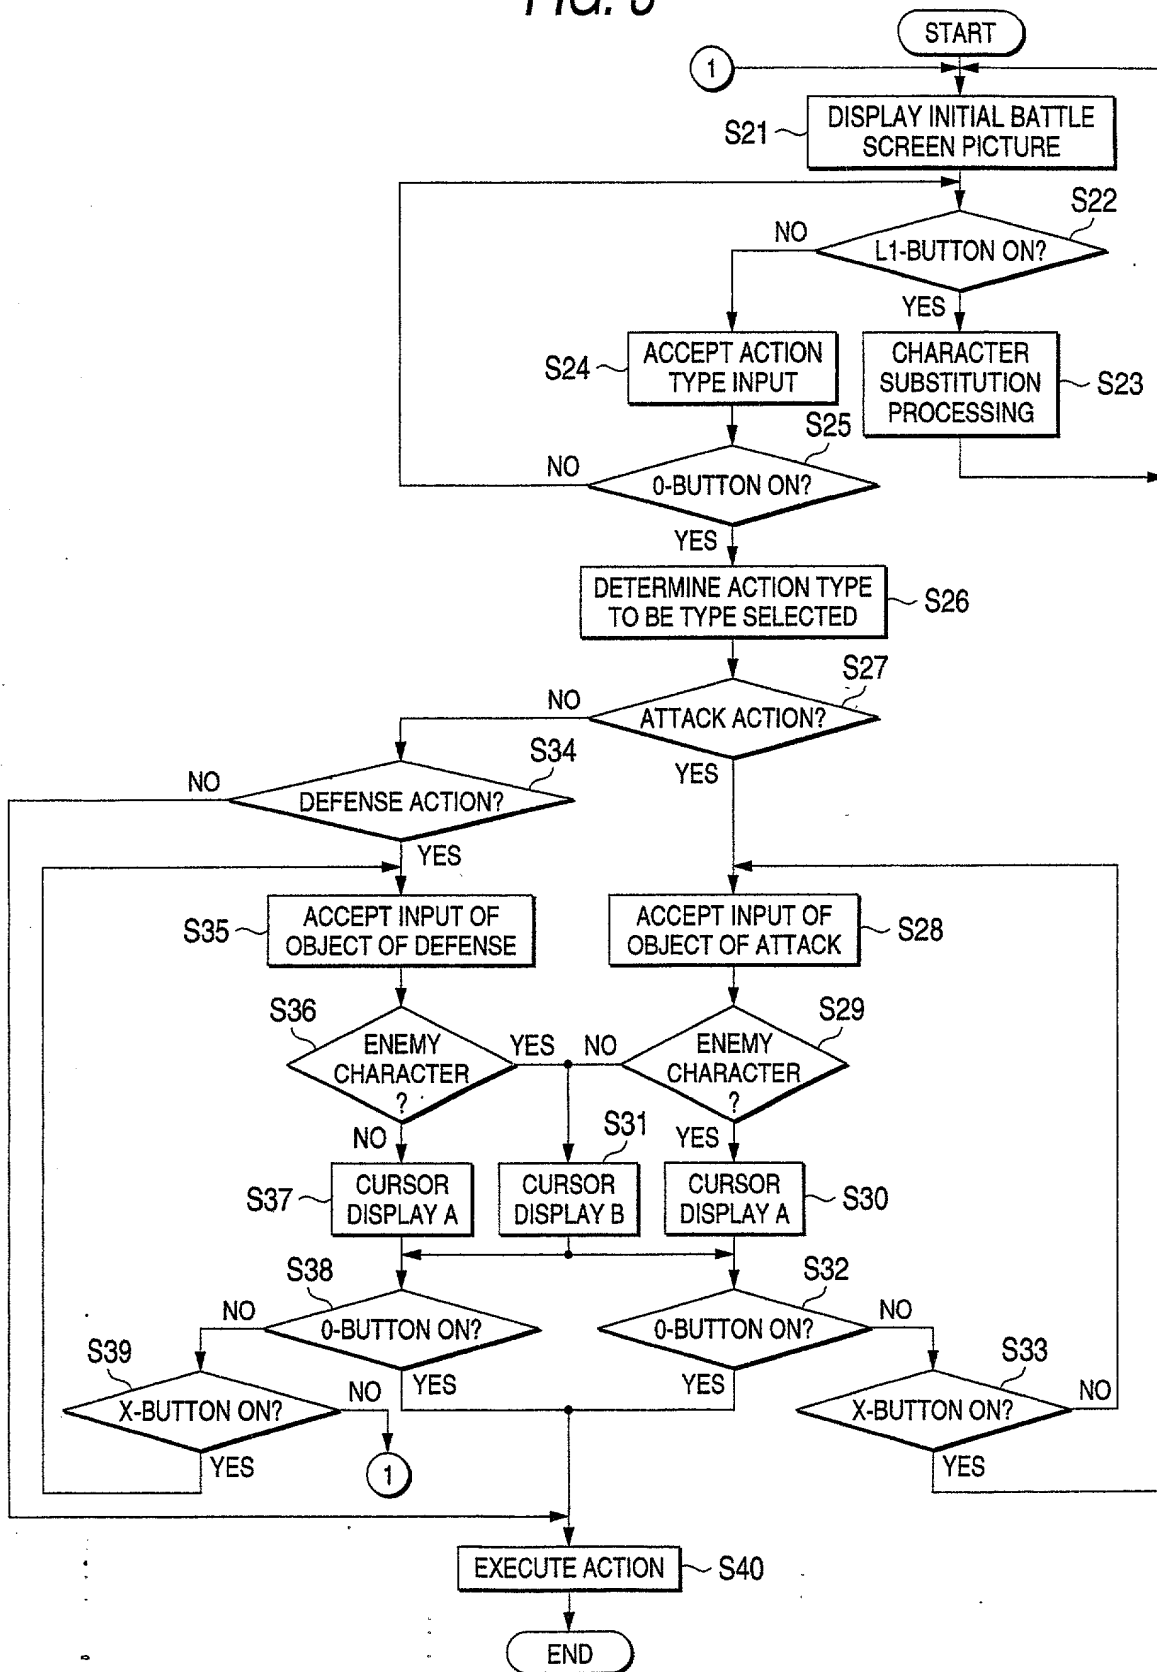 START
1
DISPLAY INITIAL BATTLE
SCREEN PICTURE
S21
S22
L1-BUTTON ON?
NO
YES
S24
ACCEPT ACTION
TYPE INPUT
CHARACTER
SUBSTITUTION
PROCESSING
S23
S25
0-BUTTON ON?
NO
YES
DETERMINE ACTION TYPE
TO BE TYPE SELECTED
S26
S27
ATTACK ACTION?
NO
YES
S34
DEFENSE ACTION?
NO
YES
S35
ACCEPT INPUT OF
OBJECT OF DEFENSE
ACCEPT INPUT OF
OBJECT OF ATTACK
S28
S36
ENEMY
CHARACTER
?
YES
NO
S29
ENEMY
CHARACTER
?
NO
S31
YES
S37
CURSOR
DISPLAY A
CURSOR
DISPLAY B
CURSOR
DISPLAY A
S30
S38
0-BUTTON ON?
NO
YES
S32
0-BUTTON ON?
NO
YES
S39
X-BUTTON ON?
NO
YES
1
S33
X-BUTTON ON?
NO
YES
EXECUTE ACTION
S40
END